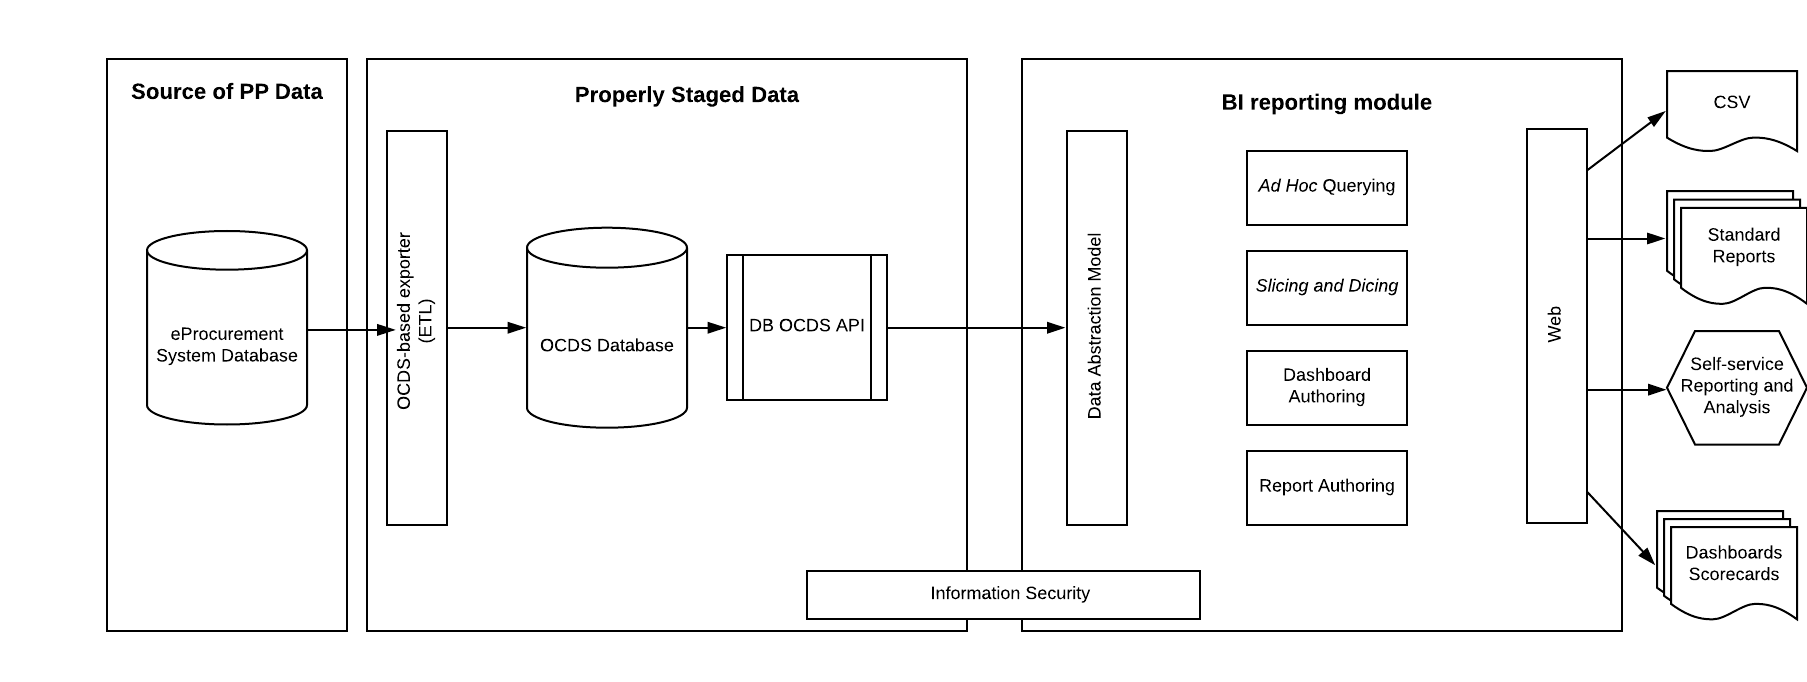 Source of PP Data
eProcurement
System Database
Properly Staged Data
OCDS-based exporter
(ETL)
OCDS Database
DB OCDS API
Information Security
BI reporting module
Data Abstraction Model
Ad Hoc Querying
Slicing and Dicing
Dashboard
Authoring
Report Authoring
Web
CSV
Standard
Reports
Self-service
Reporting and
Analysis
Dashboards
Scorecards